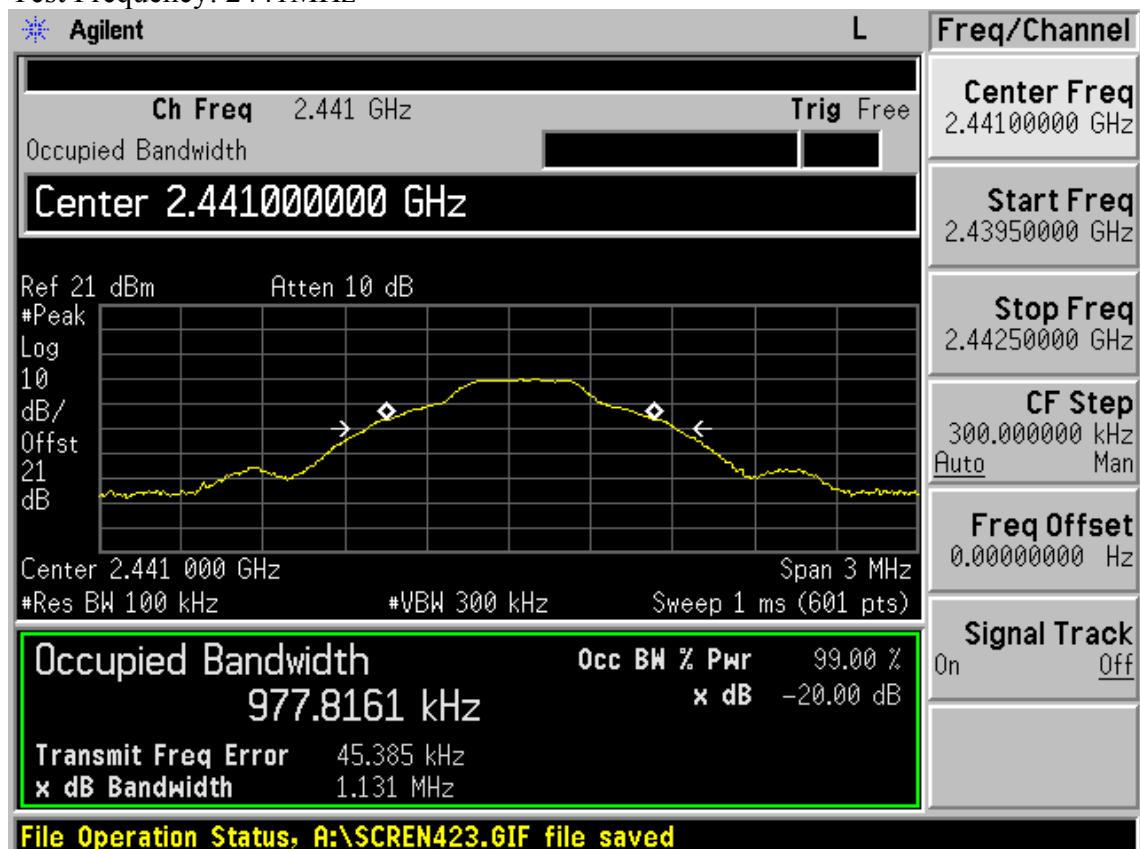 Test Frequency: 2441MHz
Agilent L Freq/Channel
Ch Freq 2.441 GHz Trig Free
Occupied Bandwidth
Center 2.441000000 GHz
Ref 21 dBm Atten 10 dB
#Peak
Log
10
dB/
Offst
21
dB
Center 2.441 000 GHz Span 3 MHz
#Res BW 100 kHz #VBW 300 kHz Sweep 1 ms (601 pts)
Occupied Bandwidth
977.8161 kHz
Occ BW % Pwr 99.00 %
x dB -20.00 dB
Transmit Freq Error 45.385 kHz
x dB Bandwidth 1.131 MHz
Center Freq
2.44100000 GHz
Start Freq
2.43950000 GHz
Stop Freq
2.44250000 GHz
CF Step
300.000000 kHz
Auto Man
Freq Offset
0.00000000 Hz
Signal Track
On Off
File Operation Status, A:\SCREN423.GIF file saved